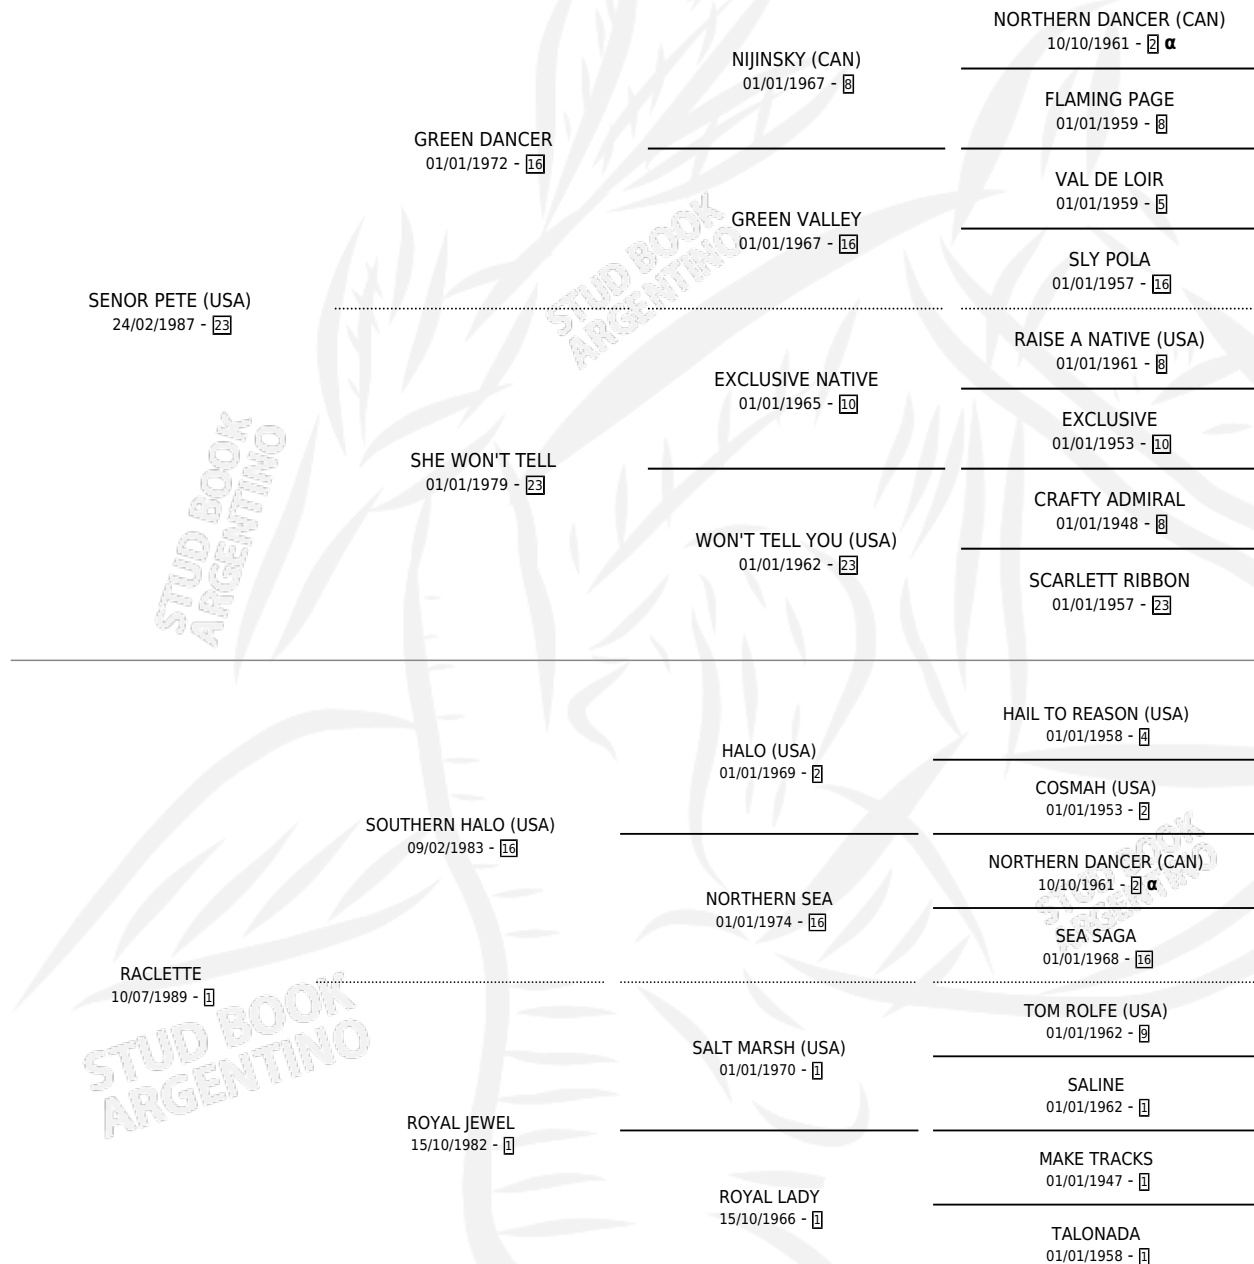 NORTHERN DANCER (CAN)
10/10/1961 - 2 α
NIJINSKY (CAN)
01/01/1967 - 8
FLAMING PAGE
01/01/1959 - 8
GREEN DANCER
01/01/1972 - 16
VAL DE LOIR
01/01/1959 - 5
GREEN VALLEY
01/01/1967 - 16
SLY POLA
01/01/1957 - 16
SENOR PETE (USA)
24/02/1987 - 23
RAISE A NATIVE (USA)
01/01/1961 - 8
EXCLUSIVE NATIVE
01/01/1965 - 10
EXCLUSIVE
01/01/1953 - 10
SHE WON'T TELL
01/01/1979 - 23
CRAFTY ADMIRAL
01/01/1948 - 8
WON'T TELL YOU (USA)
01/01/1962 - 23
SCARLETT RIBBON
01/01/1957 - 23
STUD BOOK
ARGENTINO
STUD BOOK
ARGENTINO
HAIL TO REASON (USA)
01/01/1958 - 4
HALO (USA)
01/01/1969 - 2
COSMAH (USA)
01/01/1953 - 2
SOUTHERN HALO (USA)
09/02/1983 - 16
NORTHERN DANCER (CAN)
10/10/1961 - 2 α
NORTHERN SEA
01/01/1974 - 16
SEA SAGA
01/01/1968 - 16
RACLETTE
10/07/1989 - 1
TOM ROLFE (USA)
01/01/1962 - 9
SALT MARSH (USA)
01/01/1970 - 1
SALINE
01/01/1962 - 1
ROYAL JEWEL
15/10/1982 - 1
MAKE TRACKS
01/01/1947 - 1
ROYAL LADY
15/10/1966 - 1
TALONADA
01/01/1958 - 1
STUD BOOK
ARGENTINO
STUD BOOK
ARGENTINO